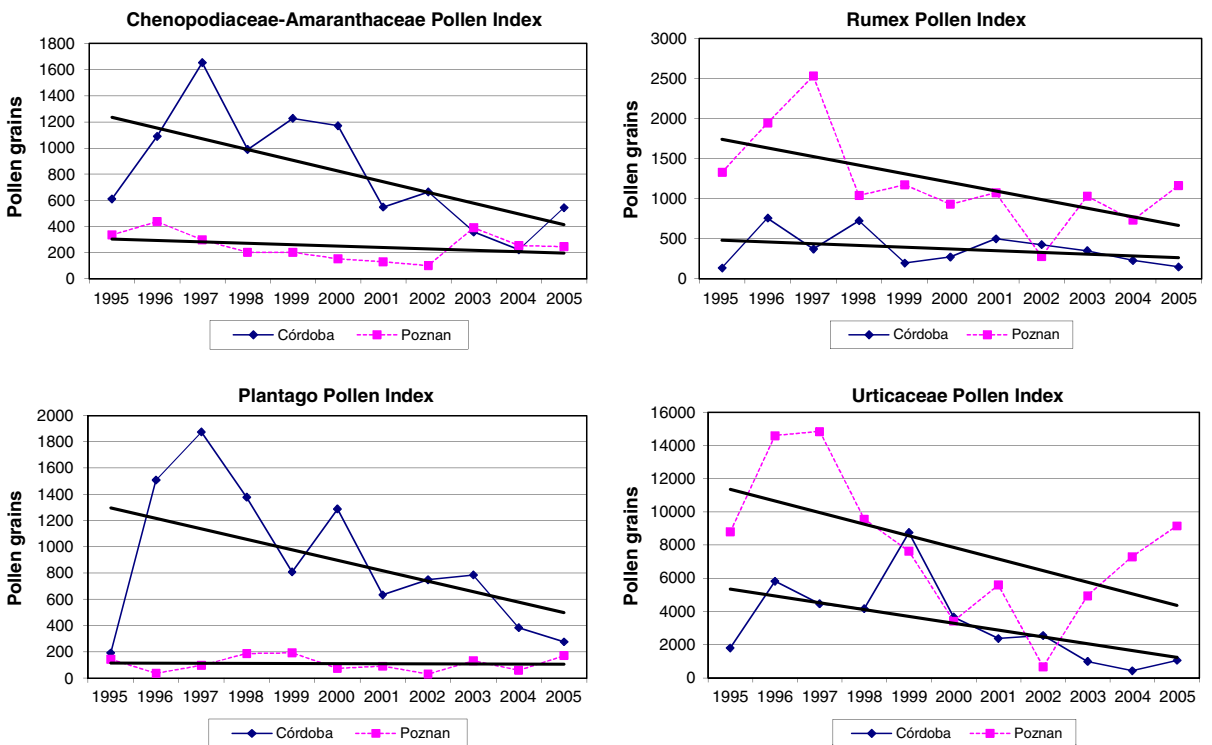 Chenopodiaceae-Amaranthaceae Pollen Index
Pollen grains
1800
1600
1400
1200
1000
800
600
400
200
0
1995 1996 1997 1998 1999 2000 2001 2002 2003 2004 2005
Córdoba Poznan
Rumex Pollen Index
Pollen grains
3000
2500
2000
1500
1000
500
0
1995 1996 1997 1998 1999 2000 2001 2002 2003 2004 2005
Córdoba Poznan
Plantago Pollen Index
Pollen grains
2000
1800
1600
1400
1200
1000
800
600
400
200
0
1995 1996 1997 1998 1999 2000 2001 2002 2003 2004 2005
Córdoba Poznan
Urticaceae Pollen Index
Pollen grains
16000
14000
12000
10000
8000
6000
4000
2000
0
1995 1996 1997 1998 1999 2000 2001 2002 2003 2004 2005
Córdoba Poznan